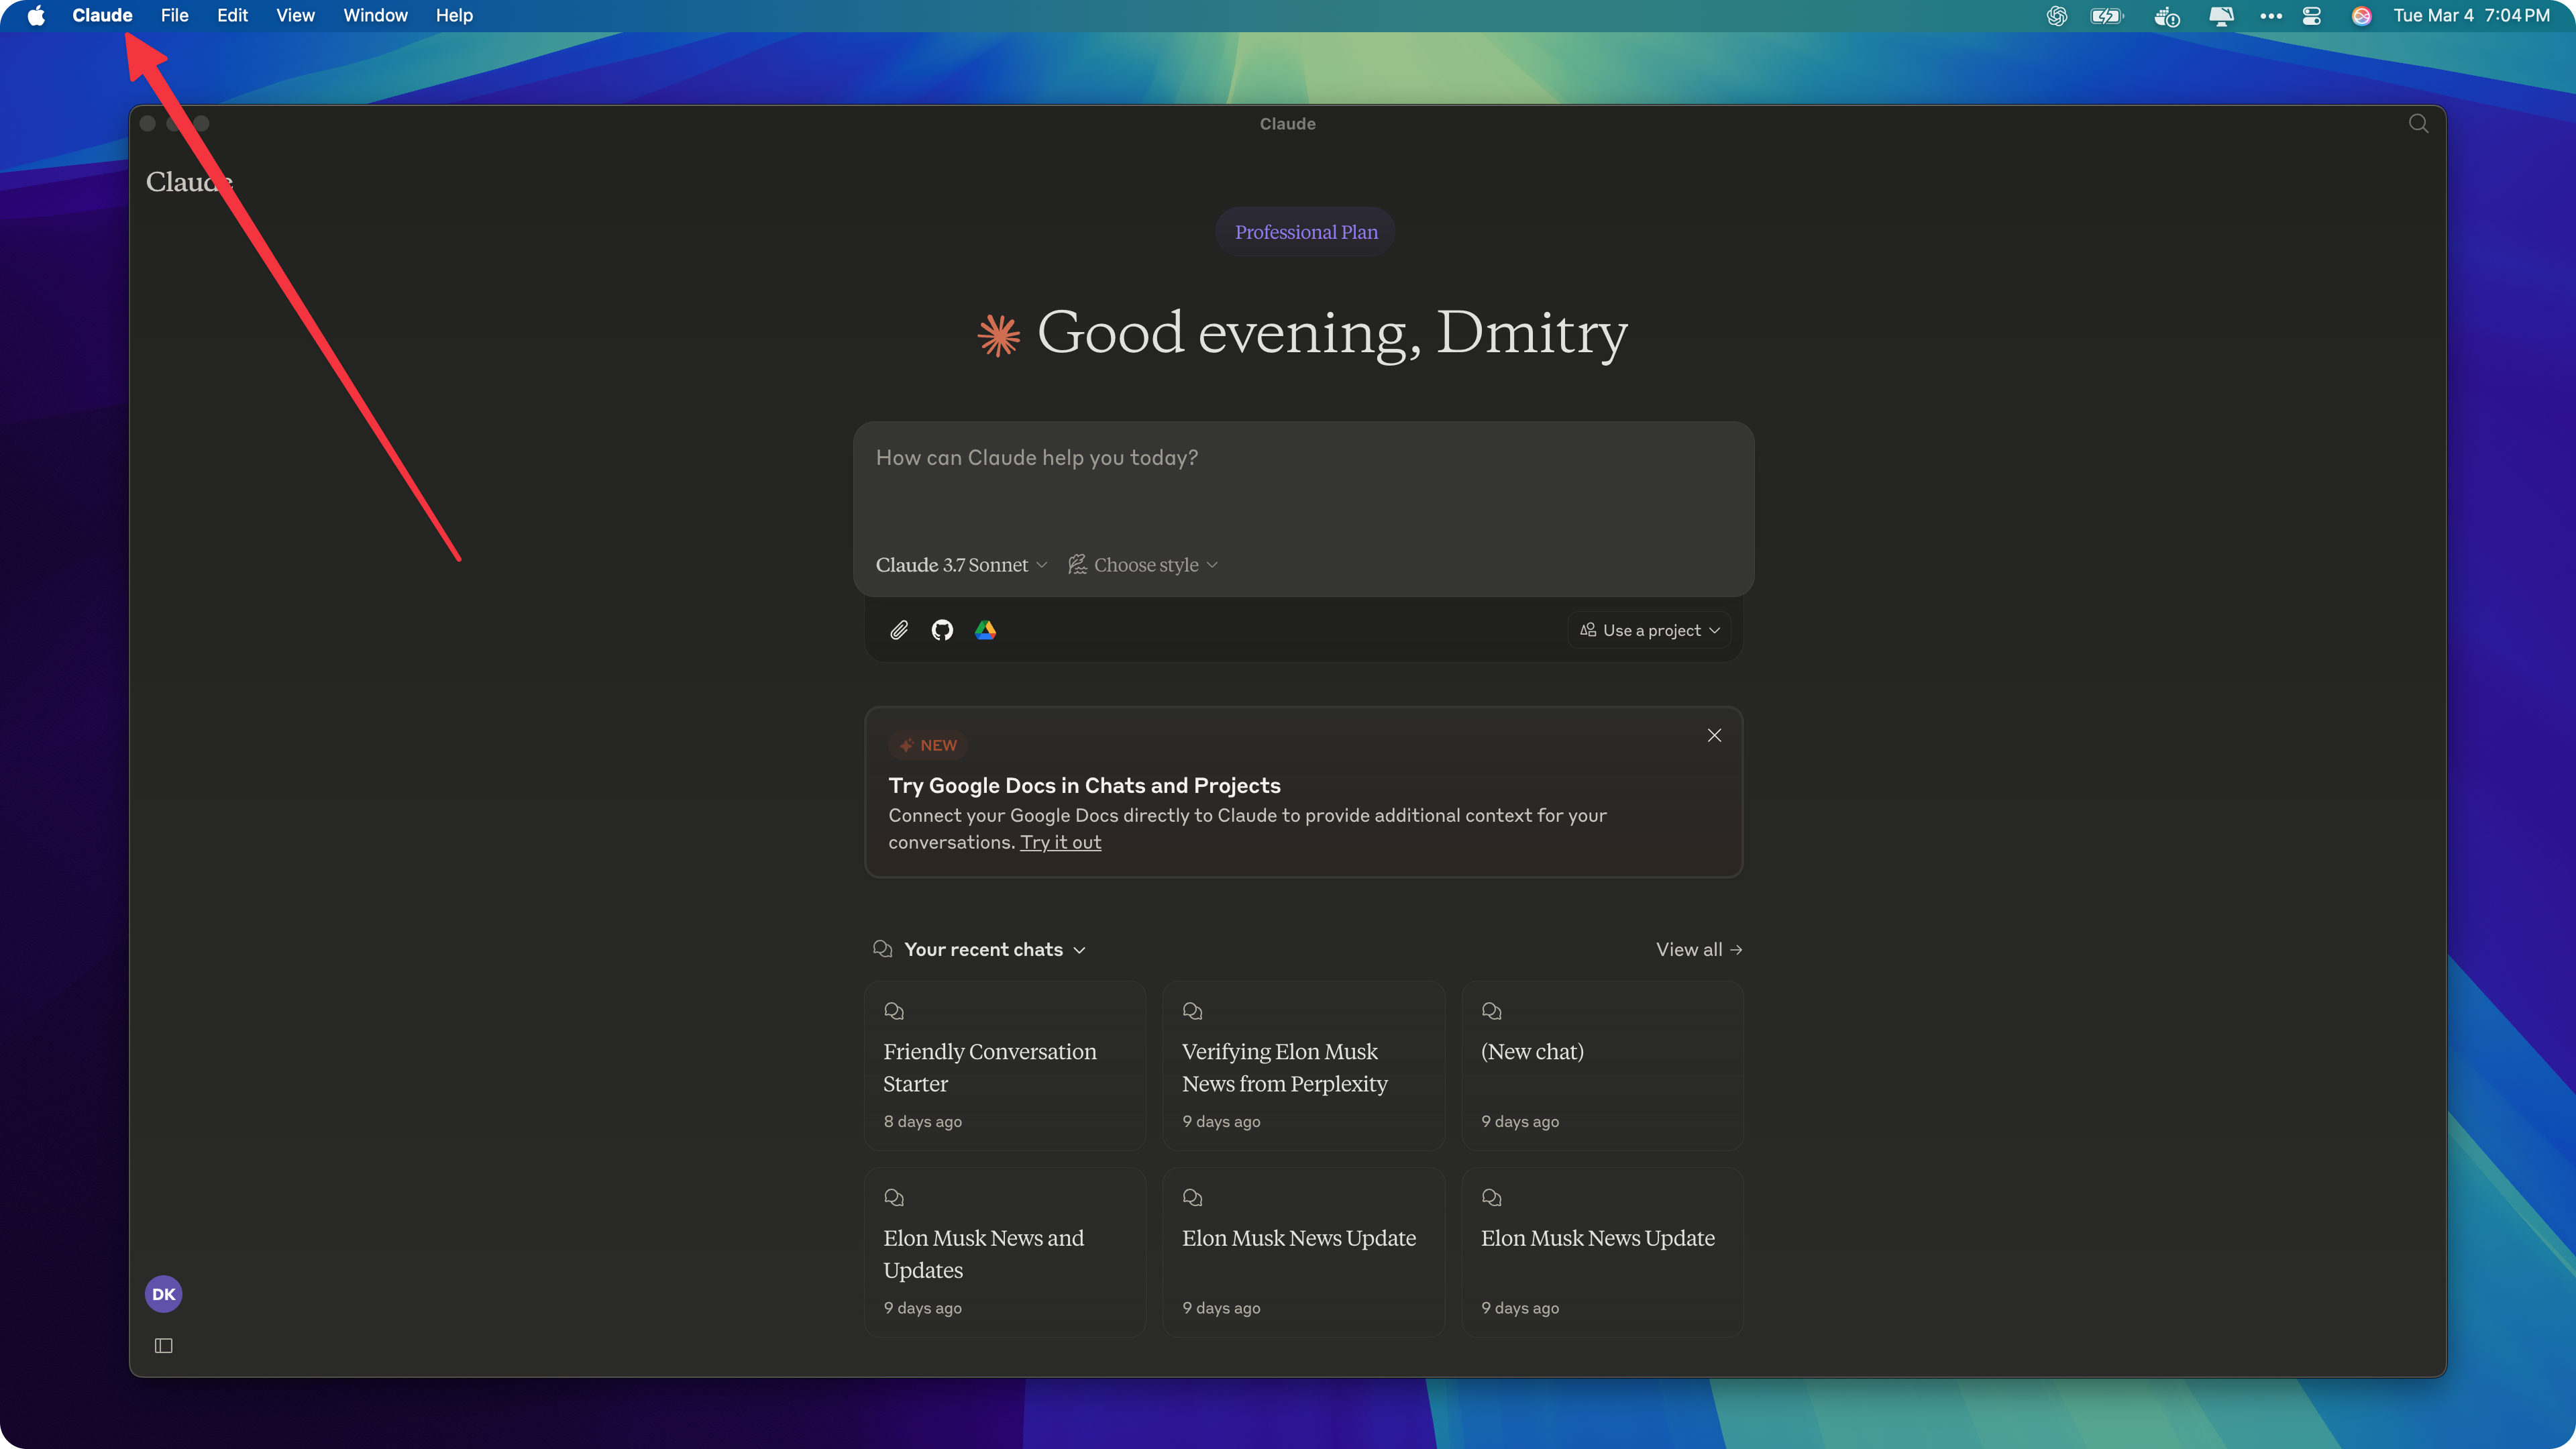 Claude File Edit View Window Help Tue Mar 4 7:04 PM
Claude
Claude
Professional Plan
Good evening, Dmitry
How can Claude help you today?
Claude 3.7 Sonnet Choose style
Use a project
NEW
Try Google Docs in Chats and Projects
Connect your Google Docs directly to Claude to provide additional context for your
conversations. Try it out
Your recent chats View all →
Friendly Conversation
Starter
8 days ago
Verifying Elon Musk
News from Perplexity
9 days ago
(New chat)
9 days ago
Elon Musk News and
Updates
9 days ago
Elon Musk News Update
9 days ago
Elon Musk News Update
9 days ago
DK